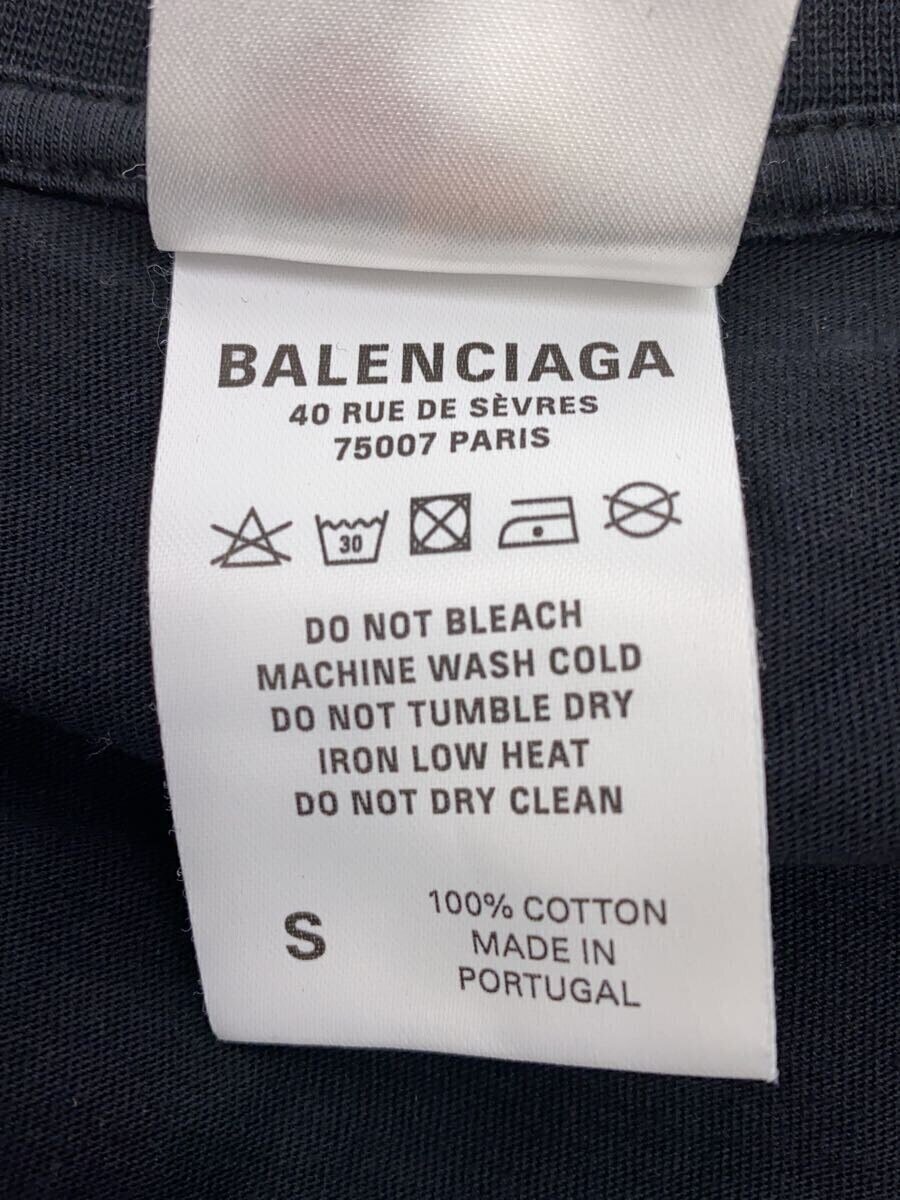 BALENCIAGA
40 RUE DE SÈVRES
75007 PARIS
30
DO NOT BLEACH
MACHINE WASH COLD
DO NOT TUMBLE DRY
IRON LOW HEAT
DO NOT DRY CLEAN
S
100% COTTON
MADE IN
PORTUGAL